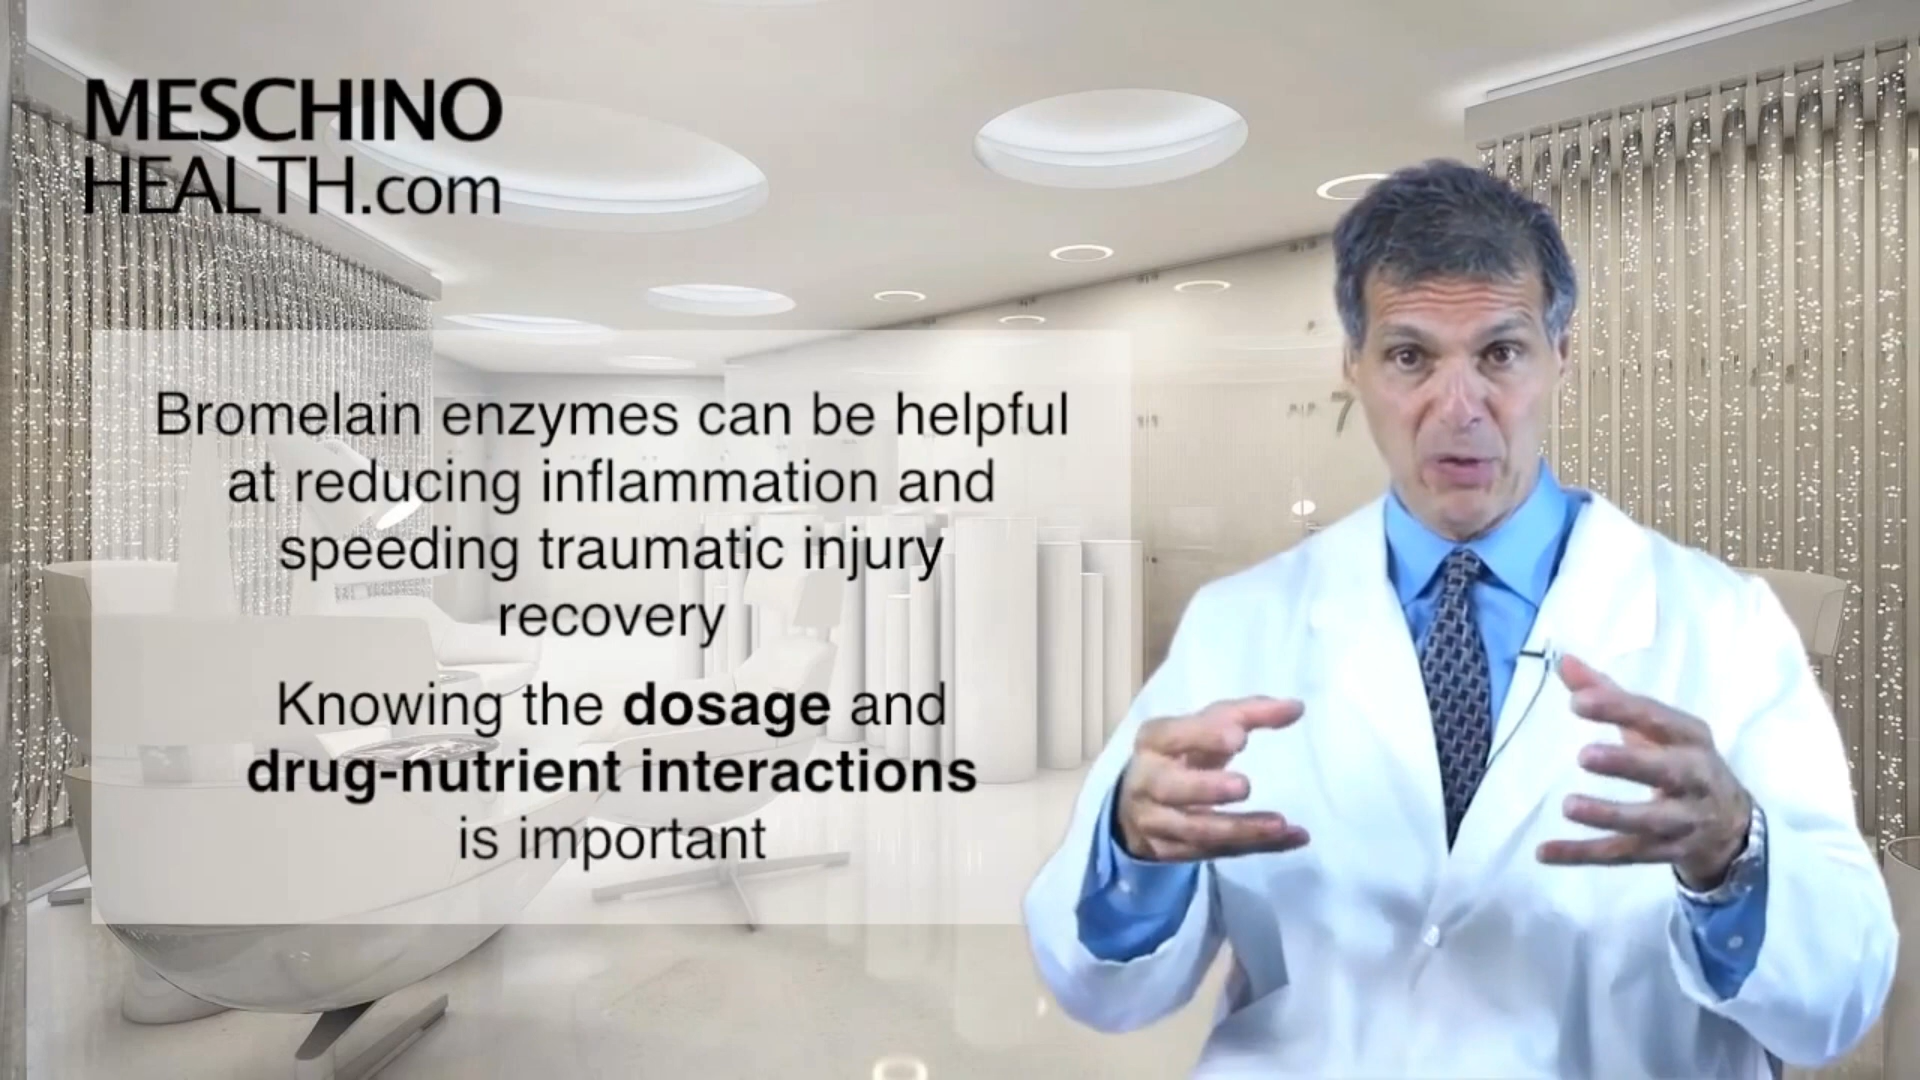 MESCHINO
HEALTH.com
Bromelain enzymes can be helpful
at reducing inflammation and
speeding traumatic injury
recovery
Knowing the dosage and
drug-nutrient interactions
is important
7